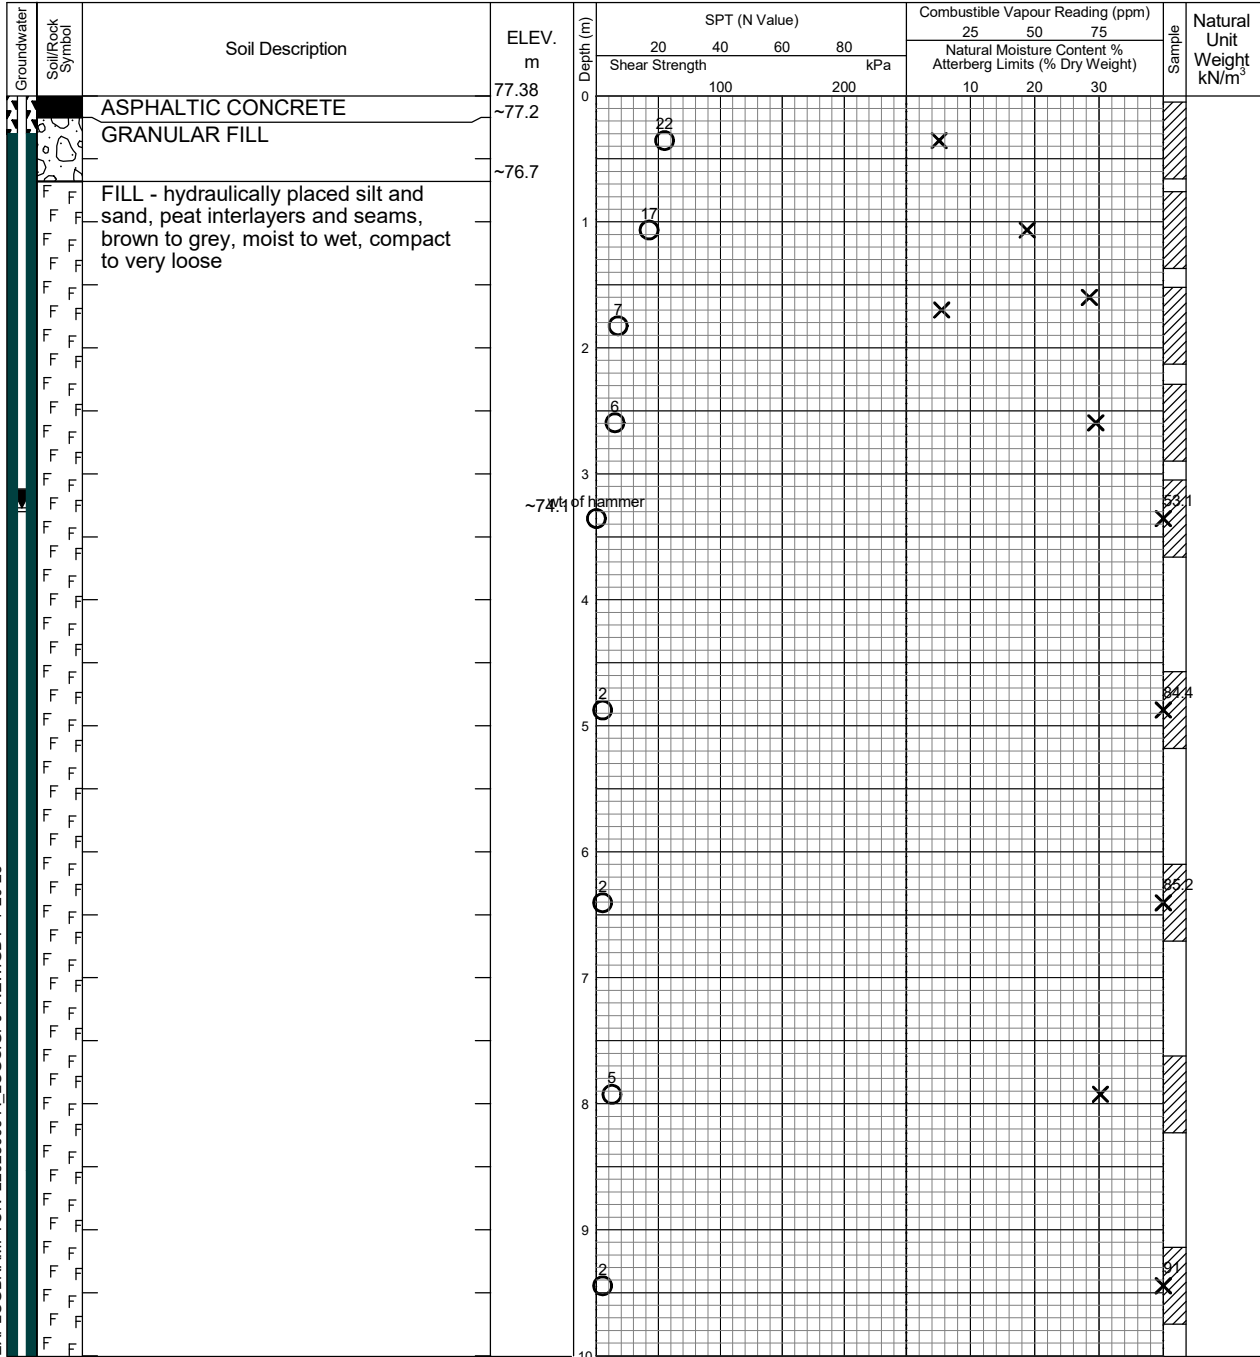 Groundwater
Soil/Rock
Symbol
Soil Description
ELEV.
m
Depth (m)
SPT (N Value)
20 40 60 80
Shear Strength kPa
100 200
Combustible Vapour Reading (ppm)
25 50 75
Natural Moisture Content %
Atterberg Limits (% Dry Weight)
10 20 30
Sample
Natural
Unit
Weight
kN/m³
77.38
0
ASPHALTIC CONCRETE
~77.2
GRANULAR FILL
22
~76.7
FILL - hydraulically placed silt and
sand, peat interlayers and seams,
brown to grey, moist to wet, compact
to very loose
17
1
7
2
6
3
~74.1
wt. of hammer
53.1
4
2
84.4
5
6
2
85.2
7
5
8
9
2
91
10